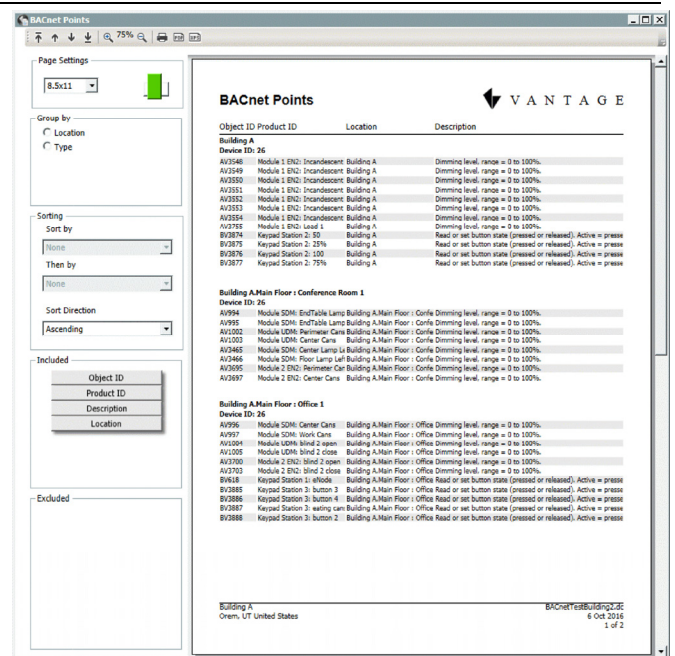 BACnet Points
75%
PDF
Page Settings
8.5x11
Group by
Location
Type
Sorting
Sort by
None
Then by
None
Sort Direction
Ascending
Included
Object ID
Product ID
Description
Location
Excluded
BACnet Points
VANTAGE
Object ID Product ID Location Description
Building A
Device ID: 26
AV3548 Module 1 EN2: Incandescent Building A Dimming level, range = 0 to 100%.
AV3549 Module 1 EN2: Incandescent Building A Dimming level, range = 0 to 100%.
AV3550 Module 1 EN2: Incandescent Building A Dimming level, range = 0 to 100%.
AV3551 Module 1 EN2: Incandescent Building A Dimming level, range = 0 to 100%.
AV3552 Module 1 EN2: Incandescent Building A Dimming level, range = 0 to 100%.
AV3553 Module 1 EN2: Incandescent Building A Dimming level, range = 0 to 100%.
AV3554 Module 1 EN2: Incandescent Building A Dimming level, range = 0 to 100%.
AV3755 Module 1 EN2: Load 1 Building A Dimming level, range = 0 to 100%.
BV3874 Keypad Station 2: 50 Building A Read or set button state (pressed or released). Active = presse
BV3875 Keypad Station 2: 25% Building A Read or set button state (pressed or released). Active = presse
BV3876 Keypad Station 2: 100 Building A Read or set button state (pressed or released). Active = presse
BV3877 Keypad Station 2: 75% Building A Read or set button state (pressed or released). Active = presse
Building A.Main Floor : Conference Room 1
Device ID: 26
AV994 Module SDM: EndTable Lamp Building A.Main Floor : Confe Dimming level, range = 0 to 100%.
AV995 Module SDM: EndTable Lamp Building A.Main Floor : Confe Dimming level, range = 0 to 100%.
AV1002 Module UDM: Perimeter Cans Building A.Main Floor : Confe Dimming level, range = 0 to 100%.
AV1003 Module UDM: Center Cans Building A.Main Floor : Confe Dimming level, range = 0 to 100%.
AV3465 Module SDM: Center Lamp Le Building A.Main Floor : Confe Dimming level, range = 0 to 100%.
AV3466 Module SDM: Floor Lamp Left Building A.Main Floor : Confe Dimming level, range = 0 to 100%.
AV3695 Module 2 EN2: Perimeter Can Building A.Main Floor : Confe Dimming level, range = 0 to 100%.
AV3697 Module 2 EN2: Center Cans Building A.Main Floor : Confe Dimming level, range = 0 to 100%.
Building A.Main Floor : Office 1
Device ID: 26
AV996 Module SDM: Center Cans Building A.Main Floor : Office Dimming level, range = 0 to 100%.
AV997 Module SDM: Work Cans Building A.Main Floor : Office Dimming level, range = 0 to 100%.
AV1004 Module UDM: blind 2 open Building A.Main Floor : Office Dimming level, range = 0 to 100%.
AV1005 Module UDM: blind 2 close Building A.Main Floor : Office Dimming level, range = 0 to 100%.
AV3700 Module 2 EN2: blind 2 open Building A.Main Floor : Office Dimming level, range = 0 to 100%.
AV3703 Module 2 EN2: blind 2 close Building A.Main Floor : Office Dimming level, range = 0 to 100%.
BV618 Keypad Station 1: eNode Building A.Main Floor : Office Read or set button state (pressed or released). Active = presse
BV3885 Keypad Station 3: button 3 Building A.Main Floor : Office Read or set button state (pressed or released). Active = presse
BV3886 Keypad Station 3: button 4 Building A.Main Floor : Office Read or set button state (pressed or released). Active = presse
BV3887 Keypad Station 3: eating cans Building A.Main Floor : Office Read or set button state (pressed or released). Active = presse
BV3888 Keypad Station 3: button 2 Building A.Main Floor : Office Read or set button state (pressed or released). Active = presse
Building A BACnetTestBuilding2.dc
Orem, UT United States 6 Oct 2016
1 of 2